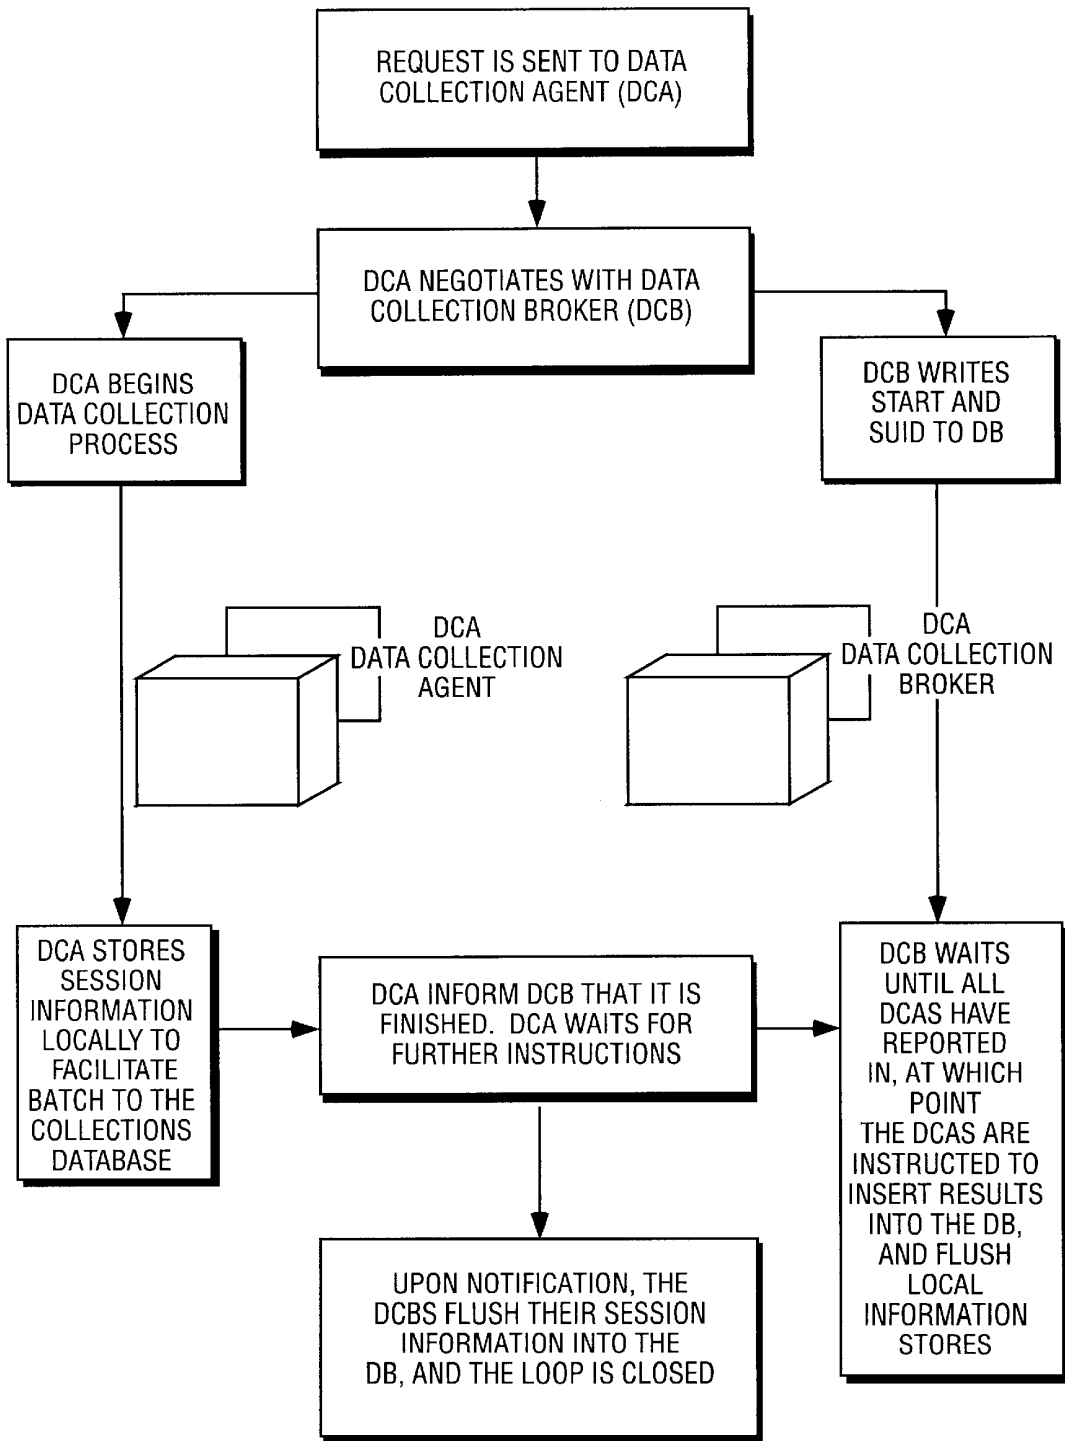 REQUEST IS SENT TO DATA
COLLECTION AGENT (DCA)
DCA NEGOTIATES WITH DATA
COLLECTION BROKER (DCB)
DCA BEGINS
DATA COLLECTION
PROCESS
DCB WRITES
START AND
SUID TO DB
DCA
DATA COLLECTION
AGENT
DCA
DATA COLLECTION
BROKER
DCA STORES
SESSION
INFORMATION
LOCALLY TO
FACILITATE
BATCH TO THE
COLLECTIONS
DATABASE
DCA INFORM DCB THAT IT IS
FINISHED. DCA WAITS FOR
FURTHER INSTRUCTIONS
DCB WAITS
UNTIL ALL
DCAS HAVE
REPORTED
IN, AT WHICH
POINT
THE DCAS ARE
INSTRUCTED TO
INSERT RESULTS
INTO THE DB,
AND FLUSH
LOCAL
INFORMATION
STORES
UPON NOTIFICATION, THE
DCBS FLUSH THEIR SESSION
INFORMATION INTO THE
DB, AND THE LOOP IS CLOSED